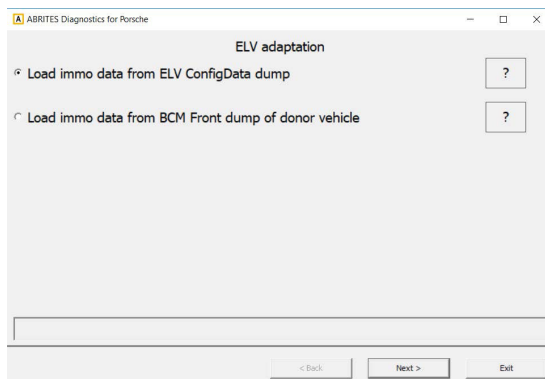 A ABRITES Diagnostics for Porsche
ELV adaptation
Load immo data from ELV ConfigData dump
?
Load immo data from BCM Front dump of donor vehicle
?
< Back
Next >
Exit